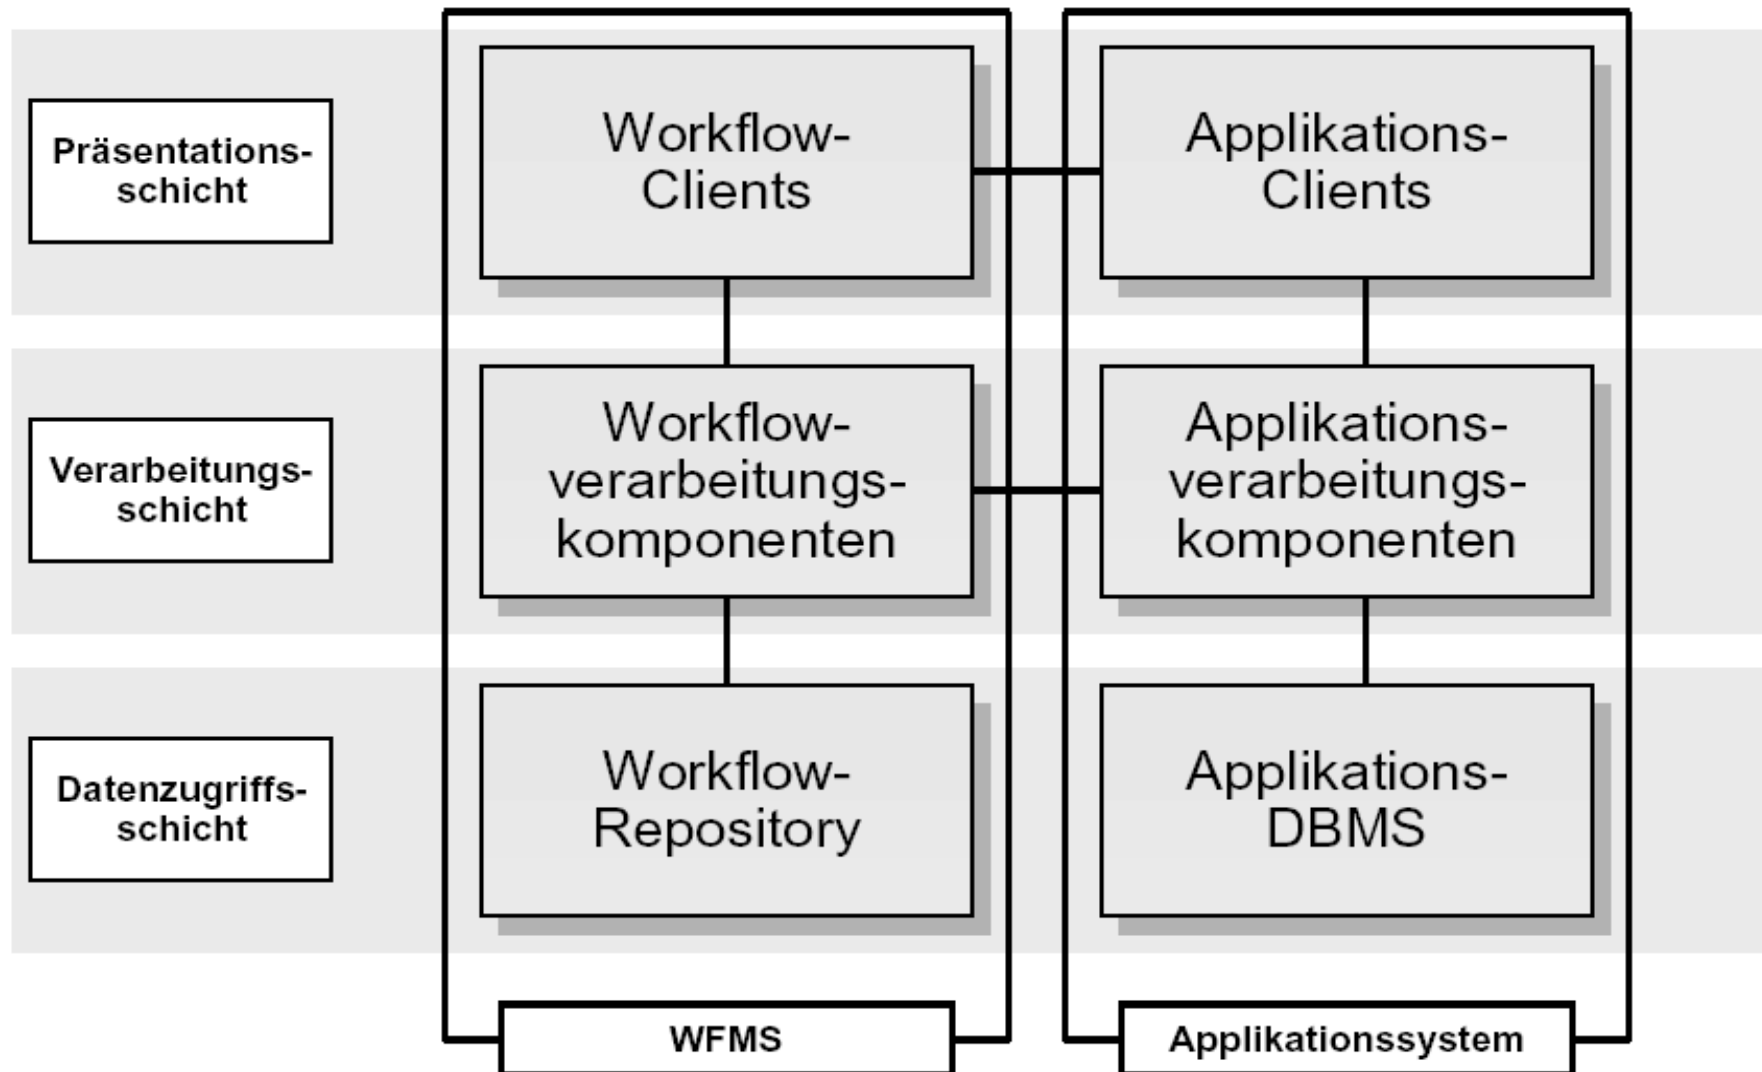 Präsentations-
schicht
Workflow-
Clients
Applikations-
Clients
Verarbeitungs-
schicht
Workflow-
verarbeitungs-
komponenten
Applikations-
verarbeitungs-
komponenten
Datenzugriffs-
schicht
Workflow-
Repository
Applikations-
DBMS
WFMS
Applikationssystem